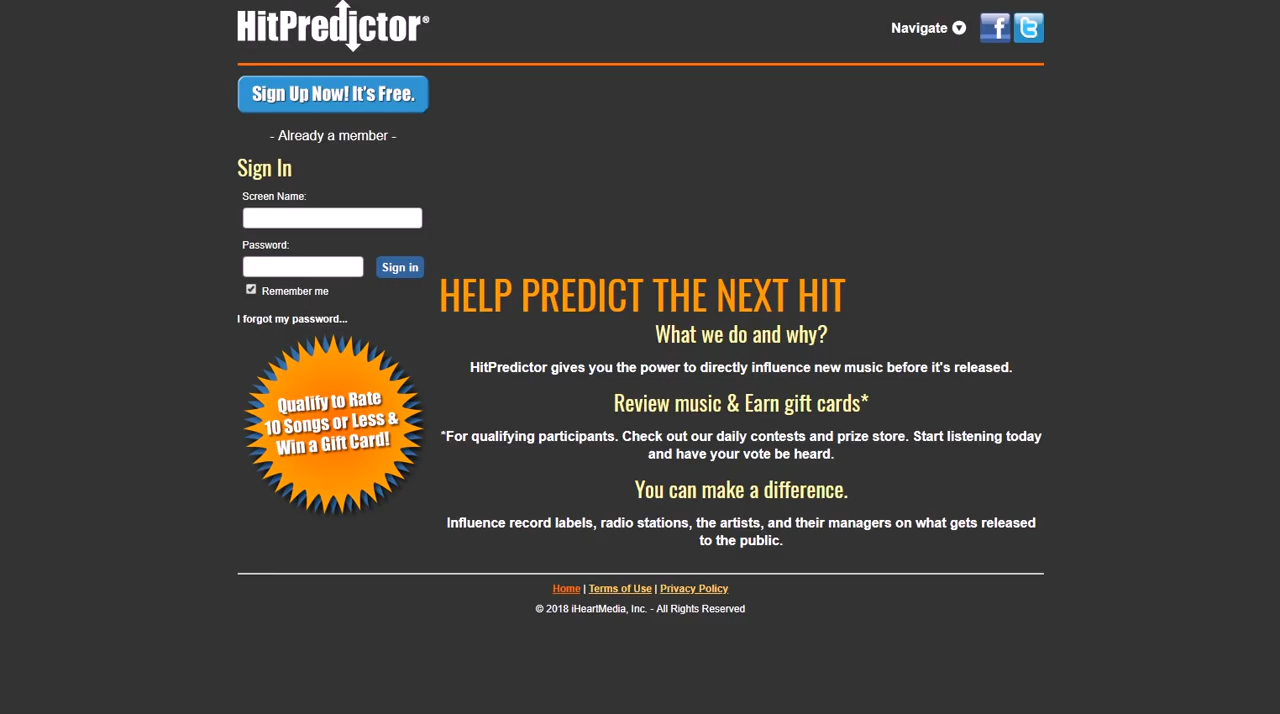 HitPredictor®
Navigate
Sign Up Now! It's Free.
- Already a member -
Sign In
Screen Name:
Password:
Sign in
Remember me
I forgot my password...
Qualify to Rate
10 Songs or Less &
Win a Gift Card!
HELP PREDICT THE NEXT HIT
What we do and why?
HitPredictor gives you the power to directly influence new music before it's released.
Review music & Earn gift cards*
*For qualifying participants. Check out our daily contests and prize store. Start listening today
and have your vote be heard.
You can make a difference.
Influence record labels, radio stations, the artists, and their managers on what gets released
to the public.
Home | Terms of Use | Privacy Policy
© 2018 iHeartMedia, Inc. - All Rights Reserved